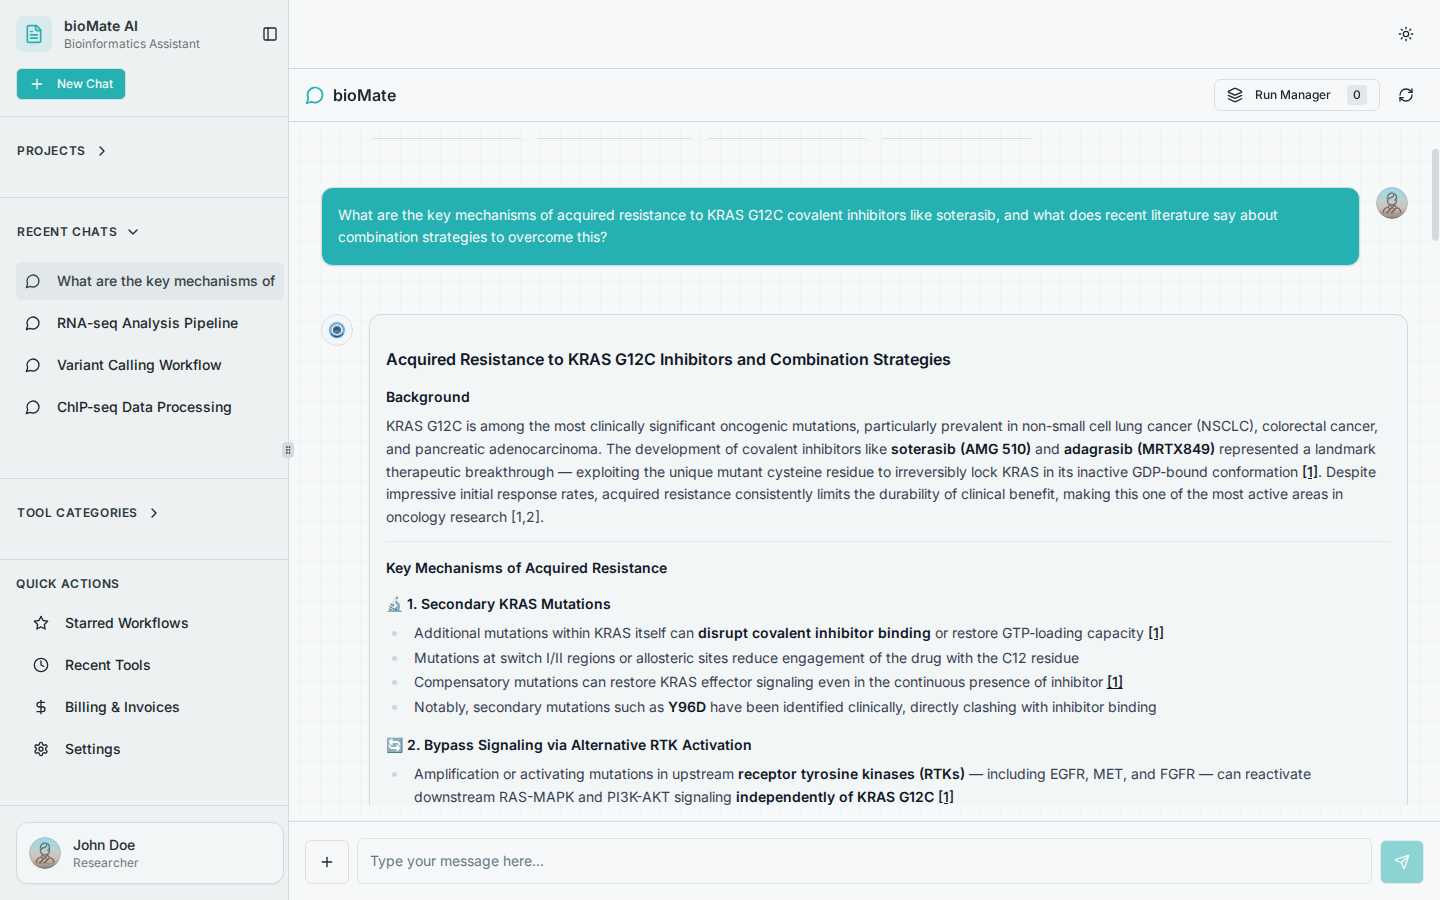 bioMate AI
Bioinformatics Assistant
New Chat
PROJECTS
RECENT CHATS
What are the key mechanisms of
RNA-seq Analysis Pipeline
Variant Calling Workflow
ChIP-seq Data Processing
TOOL CATEGORIES
QUICK ACTIONS
Starred Workflows
Recent Tools
Billing & Invoices
Settings
John Doe
Researcher
bioMate
Run Manager 0
What are the key mechanisms of acquired resistance to KRAS G12C covalent inhibitors like soterasib, and what does recent literature say about
combination strategies to overcome this?
Acquired Resistance to KRAS G12C Inhibitors and Combination Strategies
Background
KRAS G12C is among the most clinically significant oncogenic mutations, particularly prevalent in non-small cell lung cancer (NSCLC), colorectal cancer,
and pancreatic adenocarcinoma. The development of covalent inhibitors like soterasib (AMG 510) and adagrasib (MRTX849) represented a landmark
therapeutic breakthrough — exploiting the unique mutant cysteine residue to irreversibly lock KRAS in its inactive GDP-bound conformation [1]. Despite
impressive initial response rates, acquired resistance consistently limits the durability of clinical benefit, making this one of the most active areas in
oncology research [1,2].
Key Mechanisms of Acquired Resistance
1. Secondary KRAS Mutations
Additional mutations within KRAS itself can disrupt covalent inhibitor binding or restore GTP-loading capacity [1]
Mutations at switch I/II regions or allosteric sites reduce engagement of the drug with the C12 residue
Compensatory mutations can restore KRAS effector signaling even in the continuous presence of inhibitor [1]
Notably, secondary mutations such as Y96D have been identified clinically, directly clashing with inhibitor binding
2. Bypass Signaling via Alternative RTK Activation
Amplification or activating mutations in upstream receptor tyrosine kinases (RTKs) — including EGFR, MET, and FGFR — can reactivate
downstream RAS-MAPK and PI3K-AKT signaling independently of KRAS G12C [1]
Type your message here...